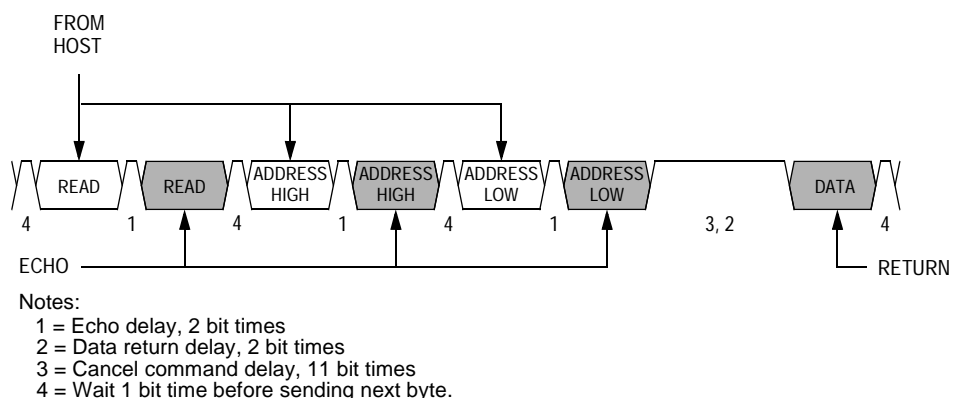 FROM
HOST
READ
READ
ADDRESS
HIGH
ADDRESS
HIGH
ADDRESS
LOW
ADDRESS
LOW
DATA
4
1
4
1
4
1
3, 2
4
ECHO
RETURN
Notes:
1 = Echo delay, 2 bit times
2 = Data return delay, 2 bit times
3 = Cancel command delay, 11 bit times
4 = Wait 1 bit time before sending next byte.